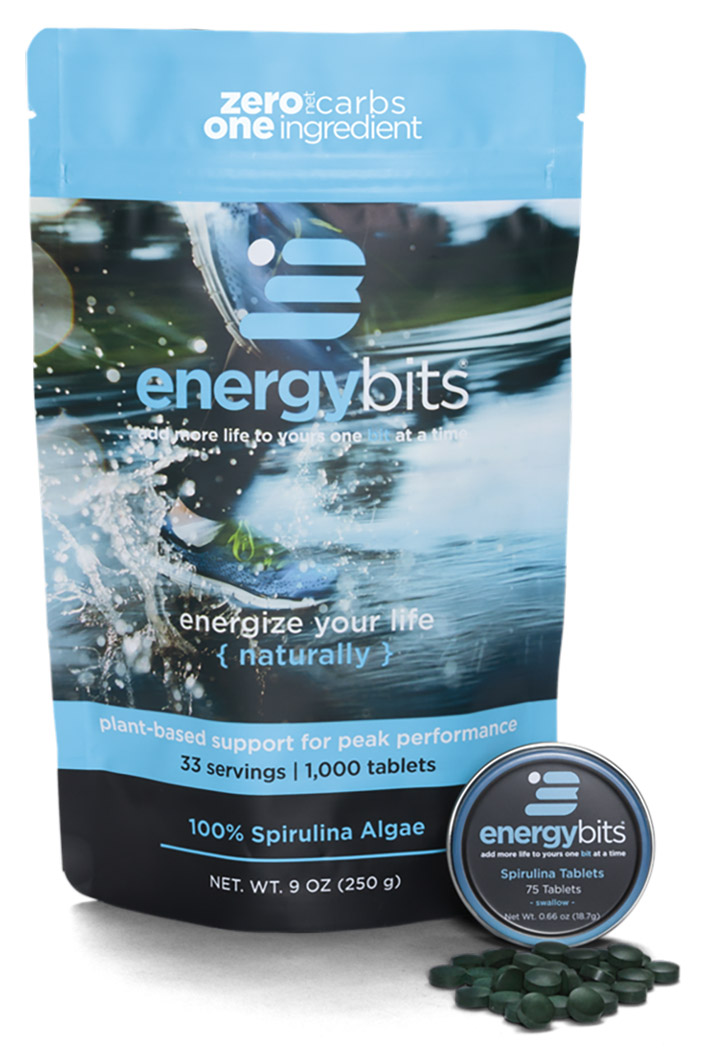 zero net carbs
one ingredient
energybits®
add more life to yours one bit at a time
energize your life
{ naturally }
plant-based support for peak performance
33 servings | 1,000 tablets
100% Spirulina Algae
NET. WT. 9 OZ (250 g)
energybits®
add more life to yours one bit at a time
Spirulina Tablets
75 Tablets
- swallow -
Net Wt. 0.66 oz (18.7g)